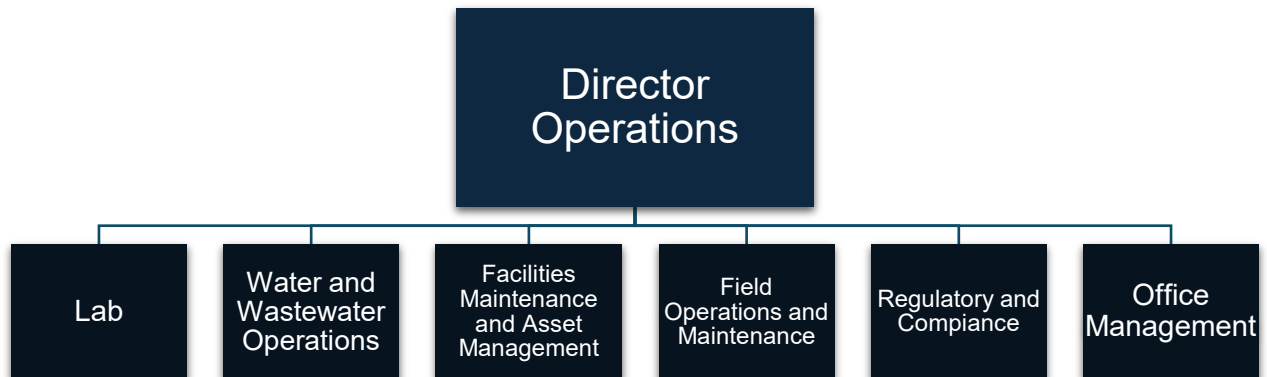 Director
Operations
Lab
Water and
Wastewater
Operations
Facilities
Maintenance
and Asset
Management
Field
Operations and
Maintenance
Regulatory and
Compiance
Office
Management